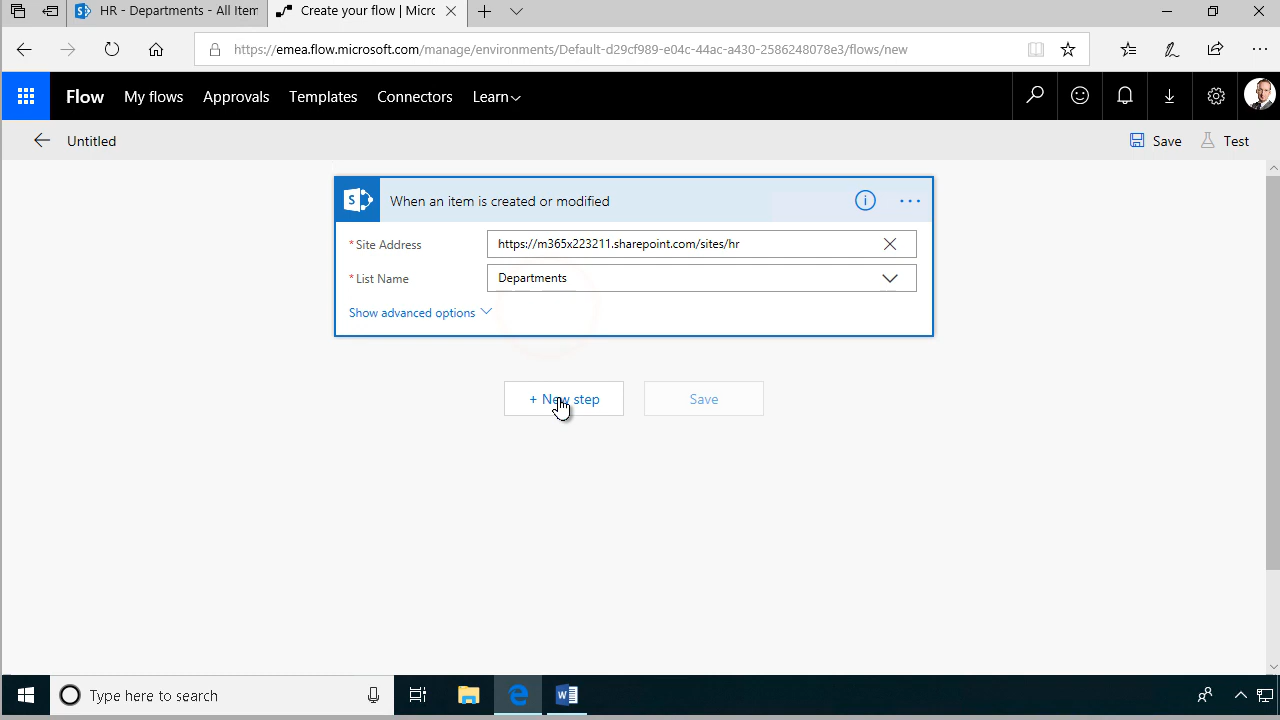 HR - Departments - All Item
Create your flow | Micro
https://emea.flow.microsoft.com/manage/environments/Default-d29cf989-e04c-44ac-a430-2586248078e3/flows/new
Flow My flows Approvals Templates Connectors Learn
Untitled Save Test
S When an item is created or modified
* Site Address https://m365x223211.sharepoint.com/sites/hr
* List Name Departments
Show advanced options
+ New step Save
Type here to search